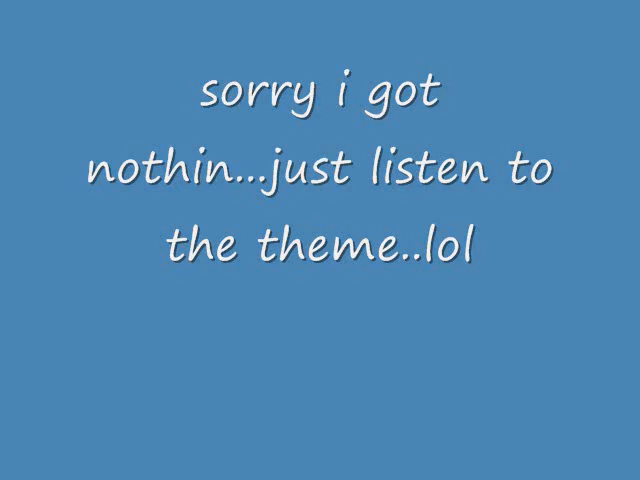 sorry i got
nothin...just listen to
the theme..lol